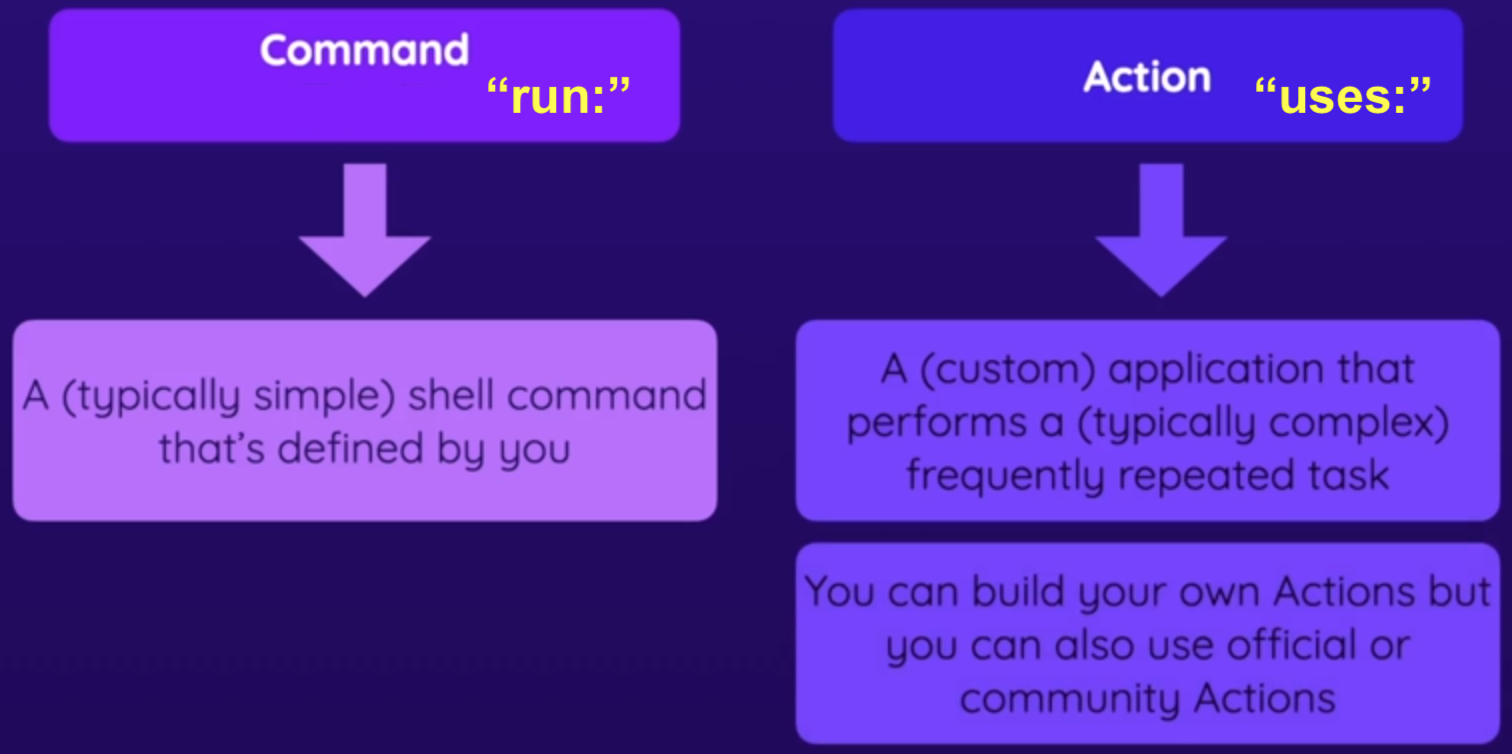 Command
“run:”
A (typically simple) shell command
that’s defined by you
Action “uses:”
A (custom) application that
performs a (typically complex)
frequently repeated task
You can build your own Actions but
you can also use official or
community Actions